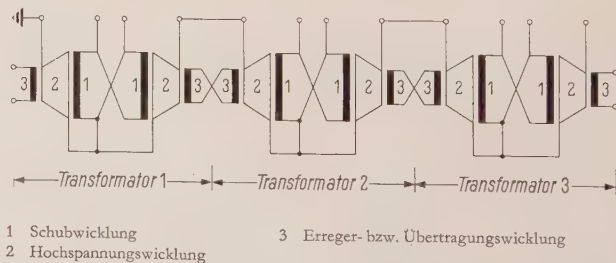 3 2 1 1 2 3 3 2 1 1 2 3 3 2 1 1 2 3
Transformator 1 Transformator 2 Transformator 3
1 Schubwicklung
2 Hochspannungswicklung
3 Erreger- bzw. Übertragungswicklung